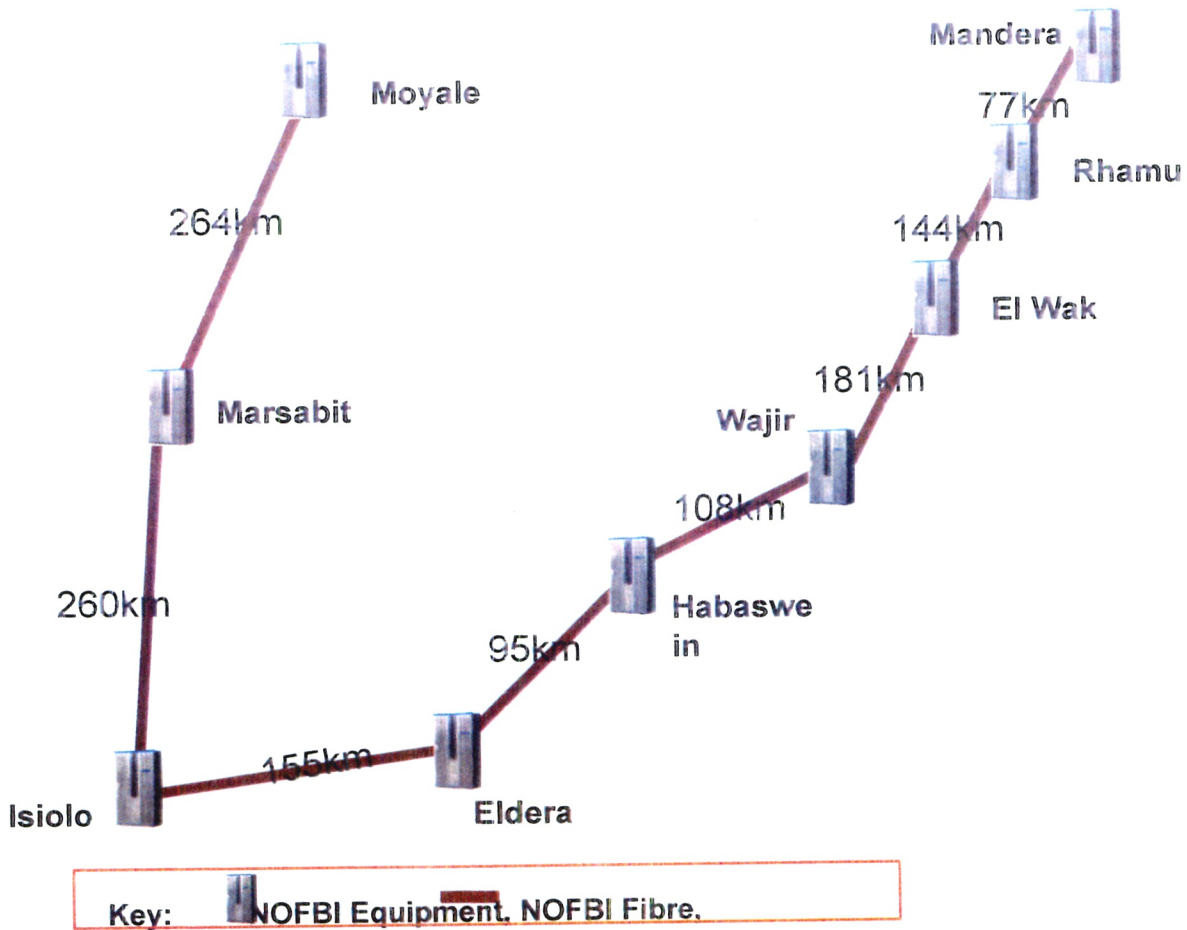 Mandera
Moyale
77km
Rhamu
264km
144km
El Wak
181km
Marsabit
Wajir
108km
260km
Habaswe
in
95km
155km
Isiolo
Eldera
Key: NOFBI Equipment. NOFBI Fibre.